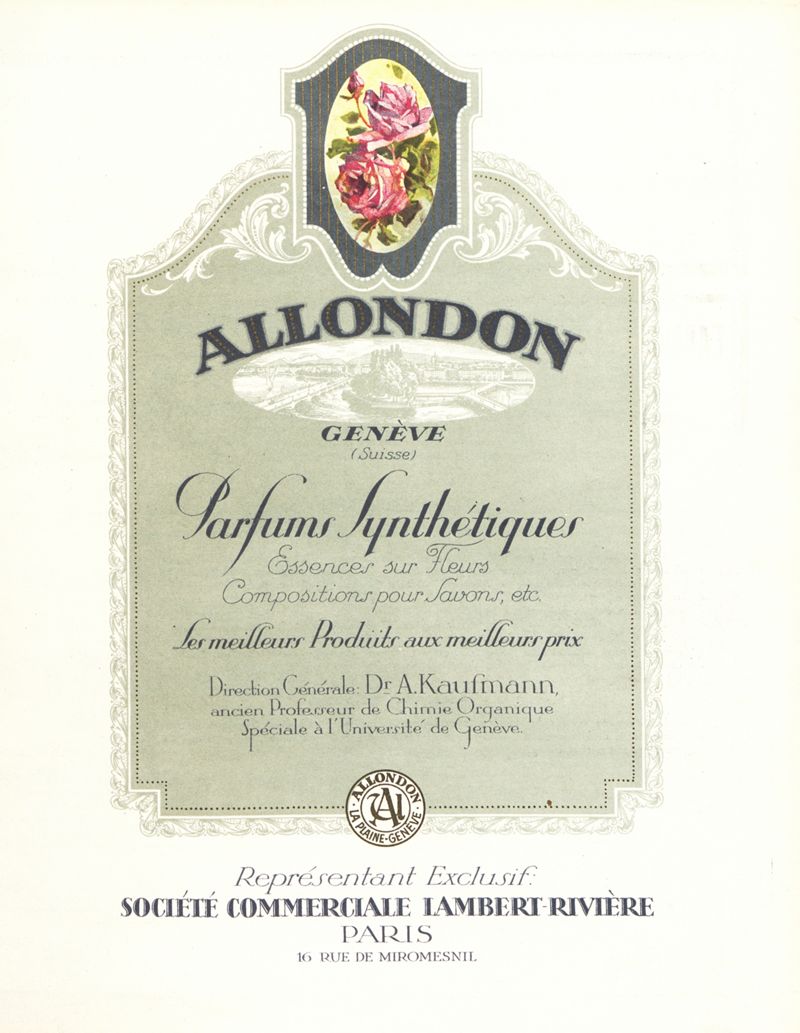 ALLONDON
GENÈVE
(Suisse)
Parfums Synthétiques
Essences sur Fleurs
Compositions pour Savons, etc.
Les meilleurs Produits aux meilleurs prix
Direction Générale: Dr A. Kaufmann,
ancien Professeur de Chimie Organique
Spéciale à l'Université de Genève.
ALLONDON
AL
LA PLAINE-GENÈVE
Représentant Exclusif:
SOCIÉTÉ COMMERCIALE LAMBERT-RIVIÈRE
PARIS
16 RUE DE MIROMESNIL